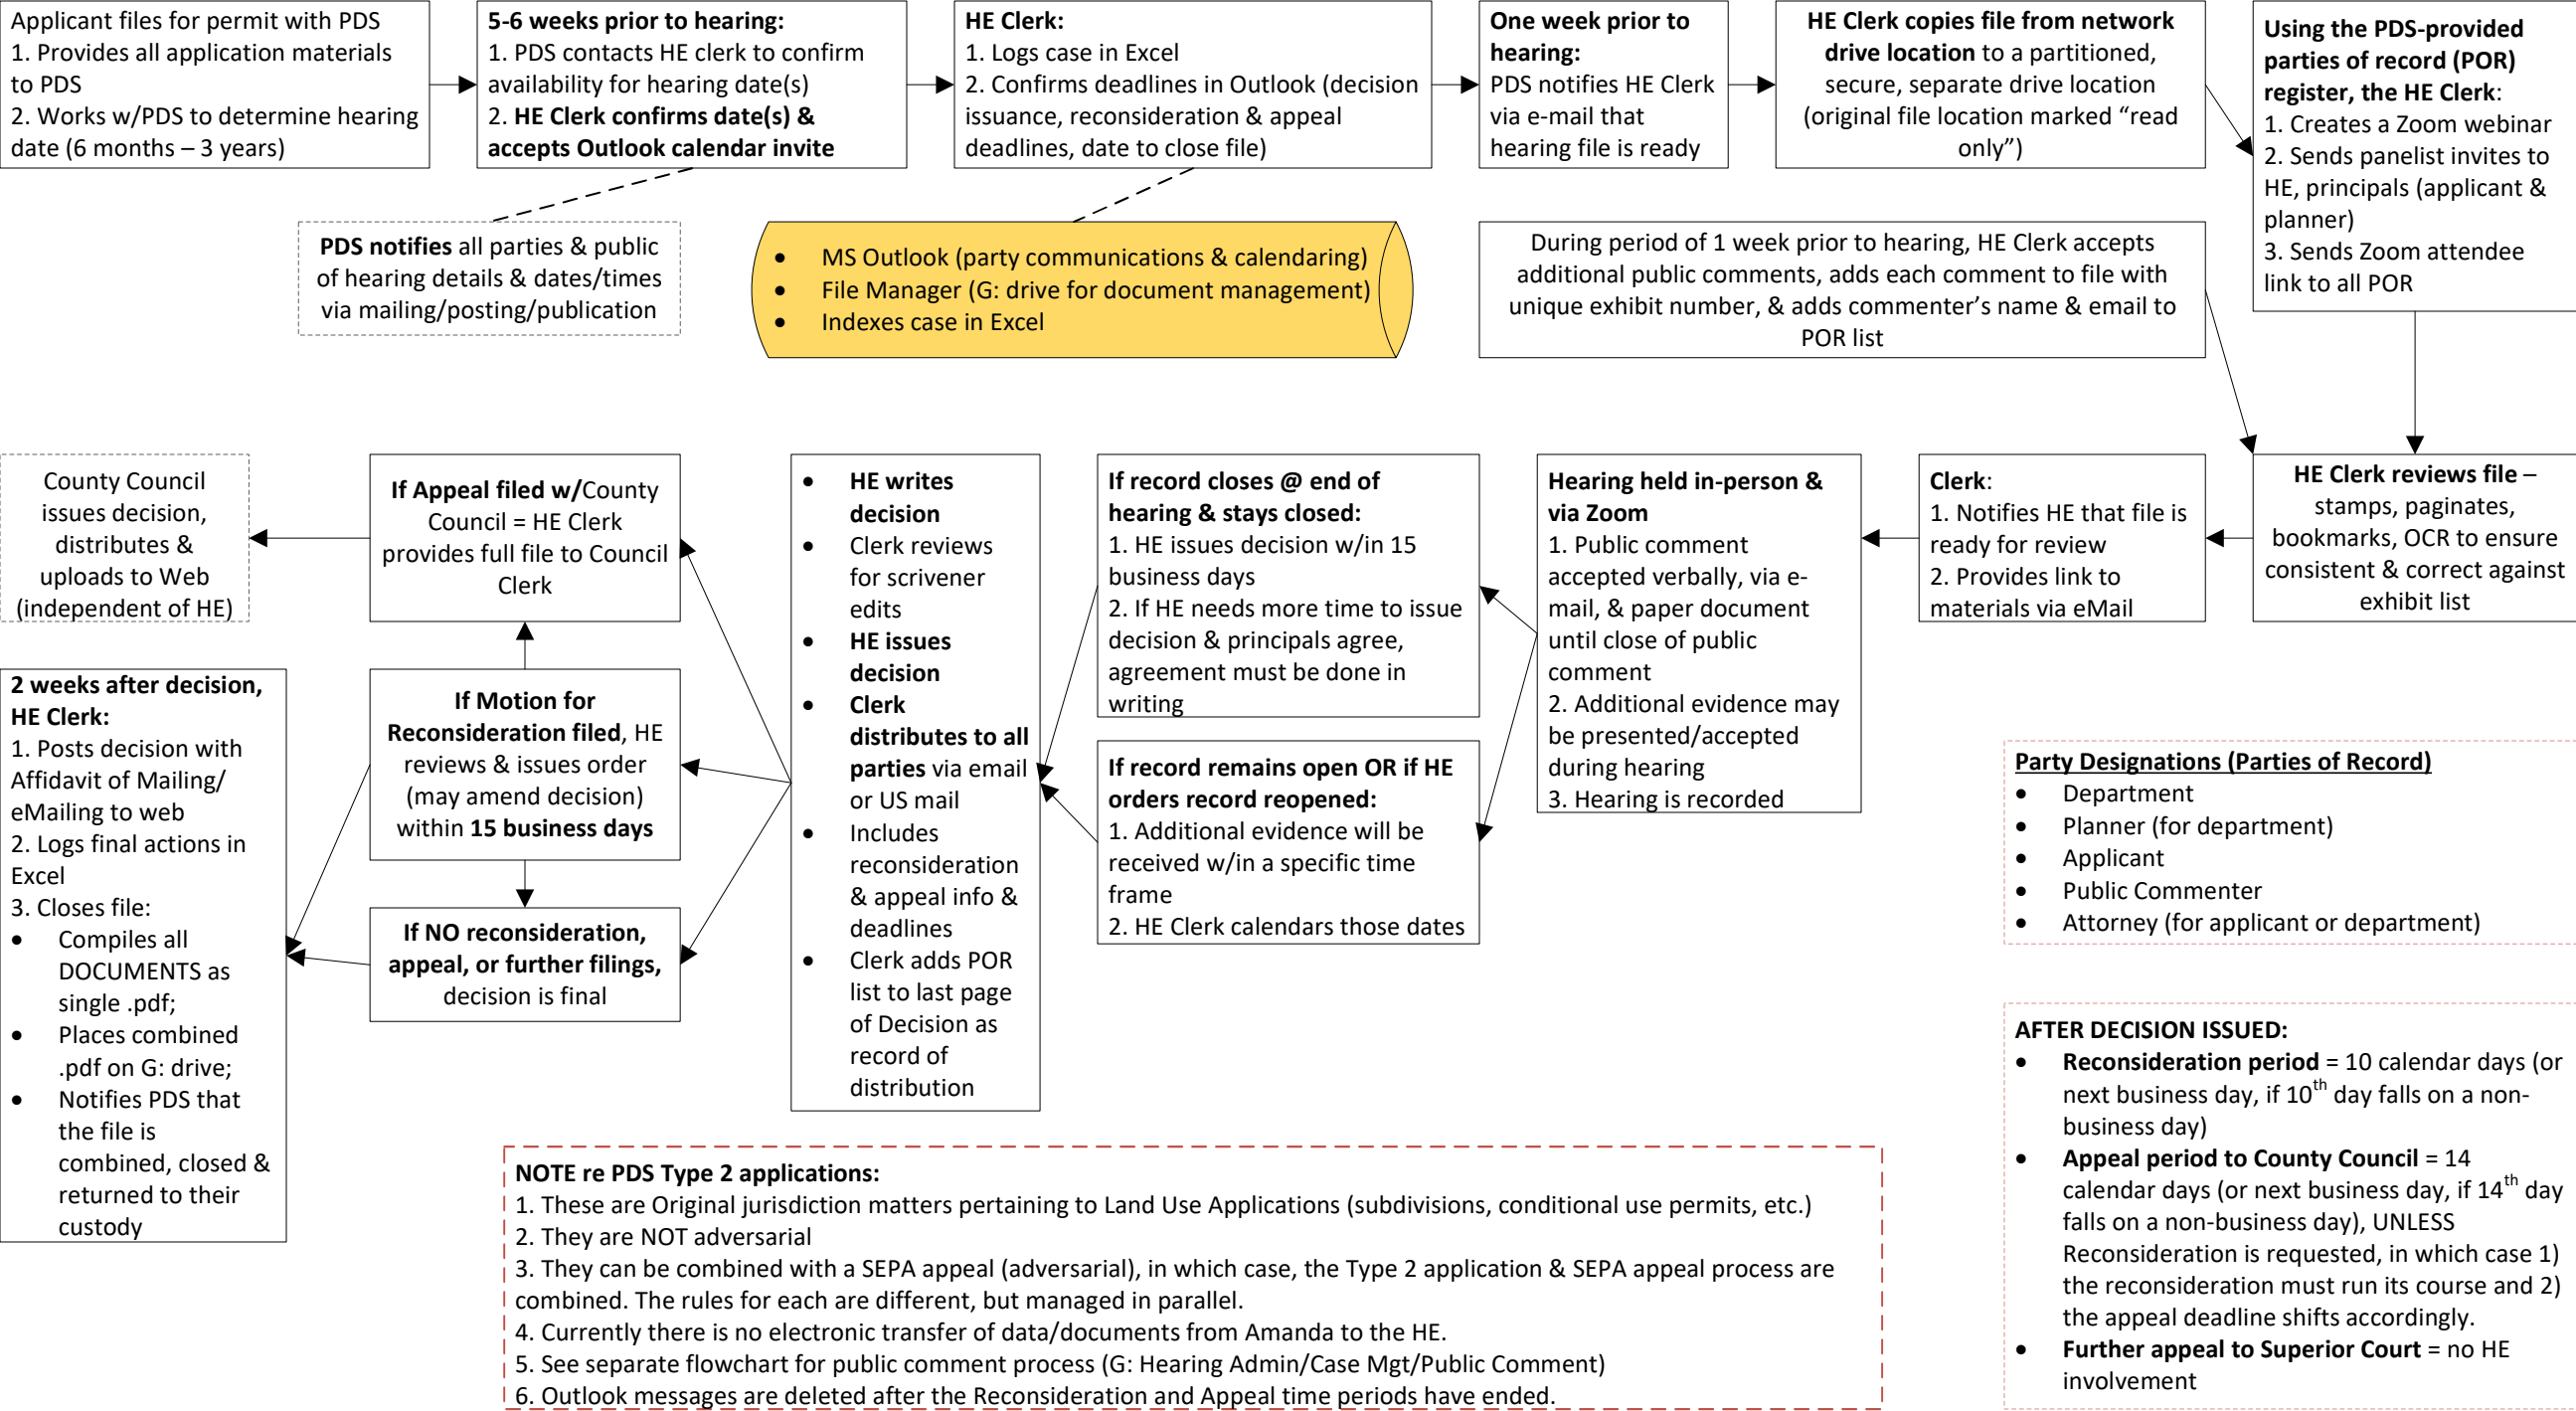 Applicant files for permit with PDS
1. Provides all application materials
to PDS
2. Works w/PDS to determine hearing
date (6 months – 3 years)
5-6 weeks prior to hearing:
1. PDS contacts HE clerk to confirm
availability for hearing date(s)
2. HE Clerk confirms date(s) &
accepts Outlook calendar invite
HE Clerk:
1. Logs case in Excel
2. Confirms deadlines in Outlook (decision
issuance, reconsideration & appeal
deadlines, date to close file)
One week prior to
hearing:
PDS notifies HE Clerk
via e-mail that
hearing file is ready
HE Clerk copies file from network
drive location to a partitioned,
secure, separate drive location
(original file location marked “read
only”)
Using the PDS-provided
parties of record (POR)
register, the HE Clerk:
1. Creates a Zoom webinar
2. Sends panelist invites to
HE, principals (applicant &
planner)
3. Sends Zoom attendee
link to all POR
PDS notifies all parties & public
of hearing details & dates/times
via mailing/posting/publication
• MS Outlook (party communications & calendaring)
• File Manager (G: drive for document management)
• Indexes case in Excel
During period of 1 week prior to hearing, HE Clerk accepts
additional public comments, adds each comment to file with
unique exhibit number, & adds commenter’s name & email to
POR list
HE Clerk reviews file –
stamps, paginates,
bookmarks, OCR to ensure
consistent & correct against
exhibit list
Clerk:
1. Notifies HE that file is
ready for review
2. Provides link to
materials via eMail
Hearing held in-person &
via Zoom
1. Public comment
accepted verbally, via e-
mail, & paper document
until close of public
comment
2. Additional evidence may
be presented/accepted
during hearing
3. Hearing is recorded
If record closes @ end of
hearing & stays closed:
1. HE issues decision w/in 15
business days
2. If HE needs more time to issue
decision & principals agree,
agreement must be done in
writing
If record remains open OR if HE
orders record reopened:
1. Additional evidence will be
received w/in a specific time
frame
2. HE Clerk calendars those dates
• HE writes
decision
• Clerk reviews
for scrivener
edits
• HE issues
decision
• Clerk
distributes to all
parties via email
or US mail
• Includes
reconsideration
& appeal info &
deadlines
• Clerk adds POR
list to last page
of Decision as
record of
distribution
If Appeal filed w/County
Council = HE Clerk
provides full file to Council
Clerk
County Council
issues decision,
distributes &
uploads to Web
(independent of HE)
If Motion for
Reconsideration filed, HE
reviews & issues order
(may amend decision)
within 15 business days
If NO reconsideration,
appeal, or further filings,
decision is final
2 weeks after decision,
HE Clerk:
1. Posts decision with
Affidavit of Mailing/
eMailing to web
2. Logs final actions in
Excel
3. Closes file:
• Compiles all
DOCUMENTS as
single .pdf;
• Places combined
.pdf on G: drive;
• Notifies PDS that
the file is
combined, closed &
returned to their
custody
Party Designations (Parties of Record)
• Department
• Planner (for department)
• Applicant
• Public Commenter
• Attorney (for applicant or department)
AFTER DECISION ISSUED:
• Reconsideration period = 10 calendar days (or
next business day, if 10th day falls on a non-
business day)
• Appeal period to County Council = 14
calendar days (or next business day, if 14th day
falls on a non-business day), UNLESS
Reconsideration is requested, in which case 1)
the reconsideration must run its course and 2)
the appeal deadline shifts accordingly.
• Further appeal to Superior Court = no HE
involvement
NOTE re PDS Type 2 applications:
1. These are Original jurisdiction matters pertaining to Land Use Applications (subdivisions, conditional use permits, etc.)
2. They are NOT adversarial
3. They can be combined with a SEPA appeal (adversarial), in which case, the Type 2 application & SEPA appeal process are
combined. The rules for each are different, but managed in parallel.
4. Currently there is no electronic transfer of data/documents from Amanda to the HE.
5. See separate flowchart for public comment process (G: Hearing Admin/Case Mgt/Public Comment)
6. Outlook messages are deleted after the Reconsideration and Appeal time periods have ended.